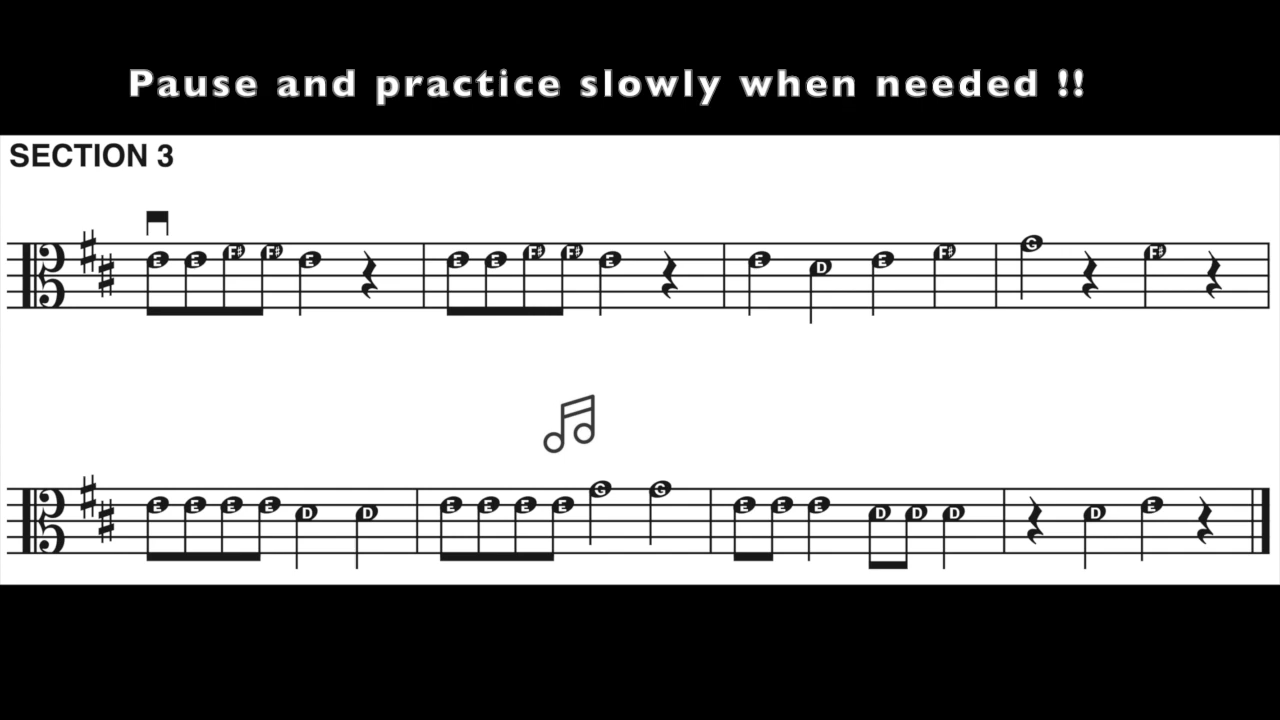 Pause and practice slowly when needed !!
SECTION 3
E E F# F# E E E F# F# E E D E F# G F#
E E E E D D E E E E G G E E E D D D D E